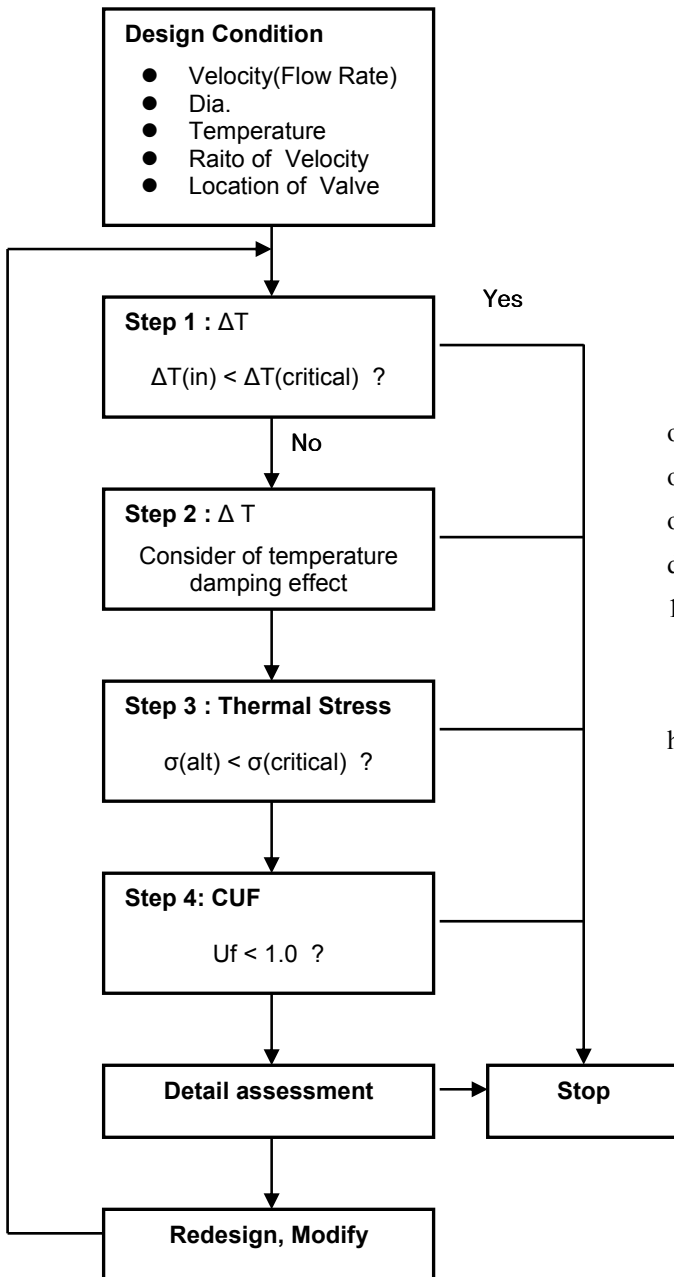 Design Condition
● Velocity(Flow Rate)
● Dia.
● Temperature
● Raito of Velocity
● Location of Valve
Yes
Step 1 : ΔT
ΔT(in) < ΔT(critical) ?
No
Step 2 : Δ T
Consider of temperature
damping effect
Step 3 : Thermal Stress
σ(alt) < σ(critical) ?
Step 4: CUF
Uf < 1.0 ?
Detail assessment
Stop
Redesign, Modify